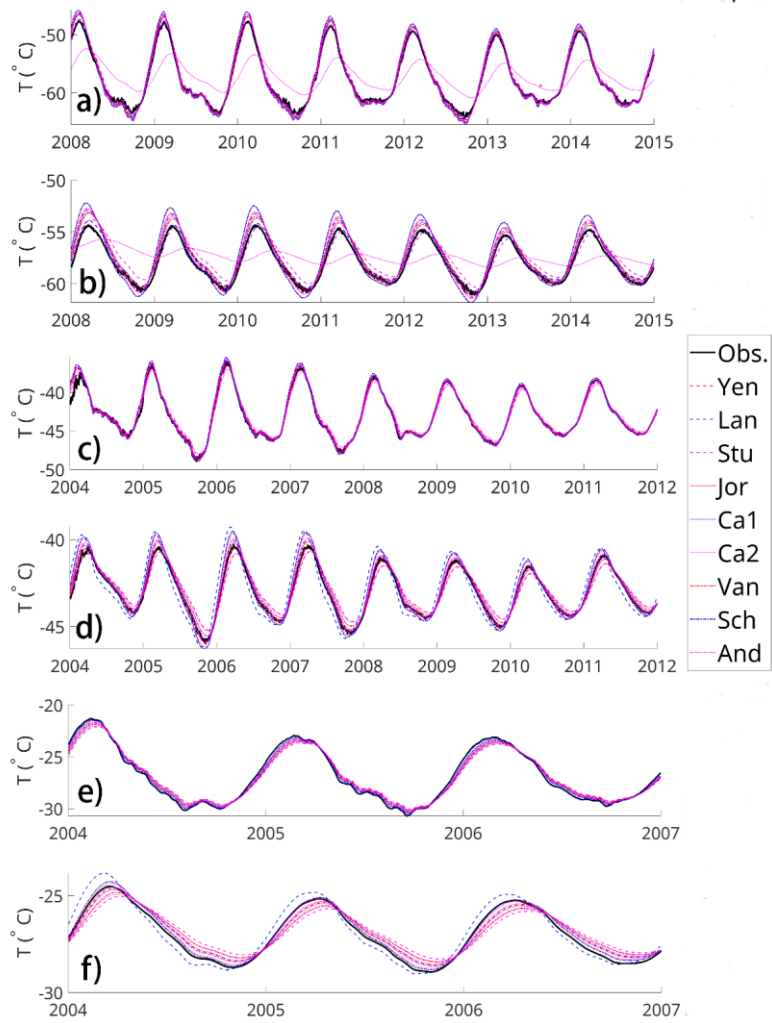 -50
-60
T (° C)
a)
2008 2009 2010 2011 2012 2013 2014 2015
-50
-55
-60
T (° C)
b)
2008 2009 2010 2011 2012 2013 2014 2015
-40
-45
-50
T (° C)
c)
2004 2005 2006 2007 2008 2009 2010 2011 2012
-40
-45
T (° C)
d)
2004 2005 2006 2007 2008 2009 2010 2011 2012
-20
-25
-30
T (° C)
e)
2004 2005 2006 2007
-25
-30
T (° C)
f)
2004 2005 2006 2007
Obs.
Yen
Lan
Stu
Jor
Ca1
Ca2
Van
Sch
And